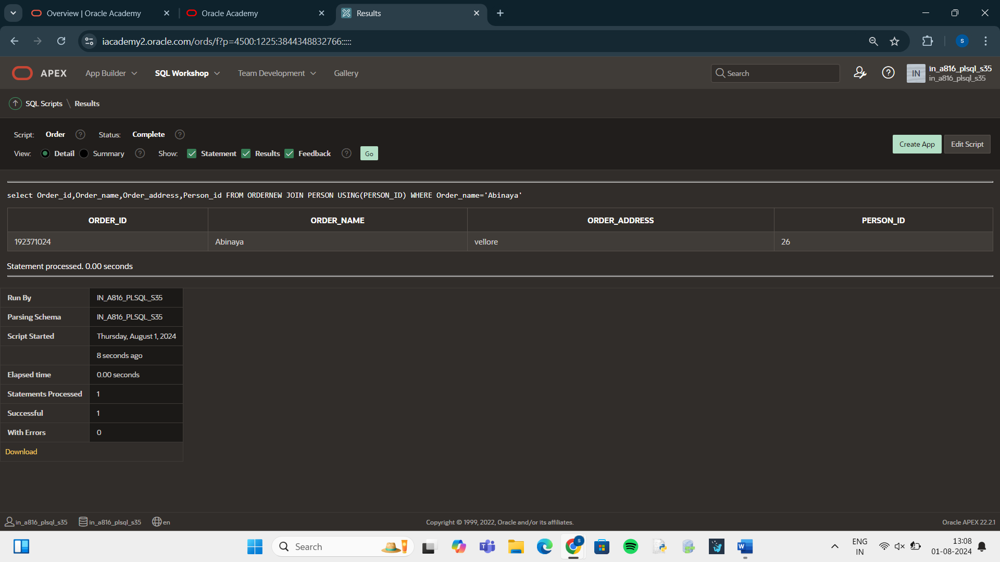 Overview | Oracle Academy
Oracle Academy
Results
iacademy2.oracle.com/ords/f?p=4500:1225:3844348832766:::::
S
APEX
App Builder
SQL Workshop
Team Development
Gallery
Search
IN
in_a816_plsql_s35
in_a816_plsql_s35
SQL Scripts \ Results
Script: Order ? Status: Complete ?
View: Detail Summary ? Show: Statement Results Feedback ? Go
Create App
Edit Script
select Order_id,Order_name,Order_address,Person_id FROM ORDERNEW JOIN PERSON USING(PERSON_ID) WHERE Order_name='Abinaya'
ORDER_ID ORDER_NAME ORDER_ADDRESS PERSON_ID
192371024 Abinaya vellore 26
Statement processed. 0.00 seconds
Run By IN_A816_PLSQL_S35
Parsing Schema IN_A816_PLSQL_S35
Script Started Thursday, August 1, 2024
8 seconds ago
Elapsed time 0.00 seconds
Statements Processed 1
Successful 1
With Errors 0
Download
in_a816_plsql_s35 in_a816_plsql_s35 en
Copyright © 1999, 2022, Oracle and/or its affiliates.
Oracle APEX 22.2.1
Search
ENG
IN
13:08
01-08-2024